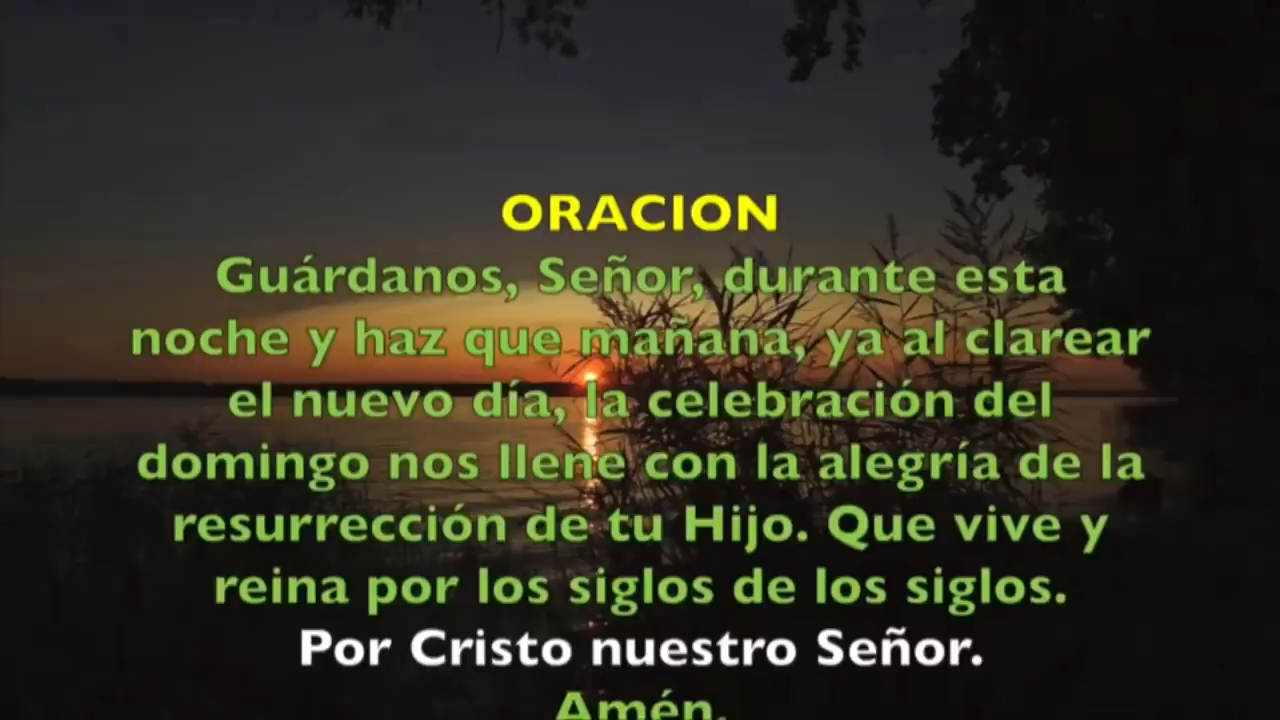 ORACION
Guárdanos, Señor, durante esta
noche y haz que mañana, ya al clarear
el nuevo día, la celebración del
domingo nos llene con la alegría de la
resurrección de tu Hijo. Que vive y
reina por los siglos de los siglos.
Por Cristo nuestro Señor.
Amén.